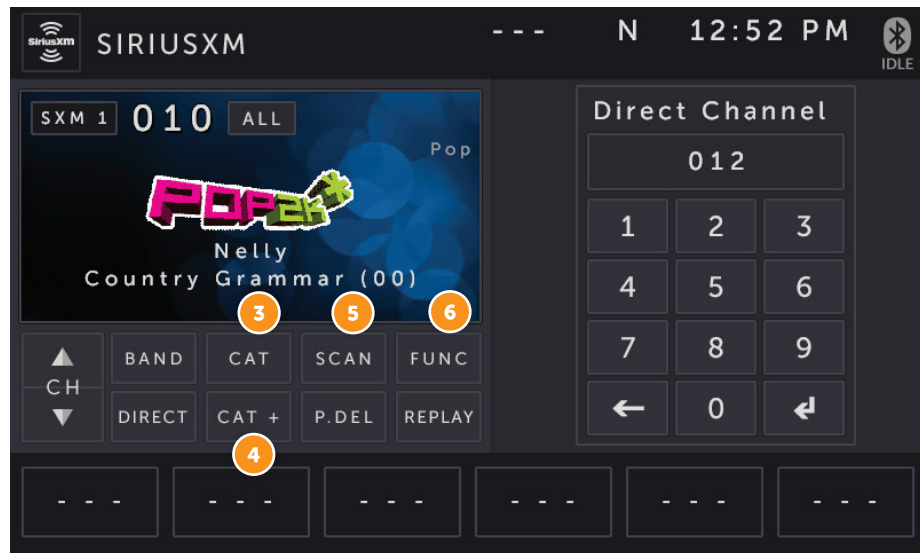 SiriusXM SIRIUSXM - - - N 12:52 PM
IDLE
SXM 1 010 ALL
Pop
POP2K
Nelly
Country Grammar (00)
3 5 6
BAND CAT SCAN FUNC
CH
DIRECT CAT + P.DEL REPLAY
4
Direct Channel
012
1 2 3
4 5 6
7 8 9
0
- - - - - - - - - - - - - - - - - -